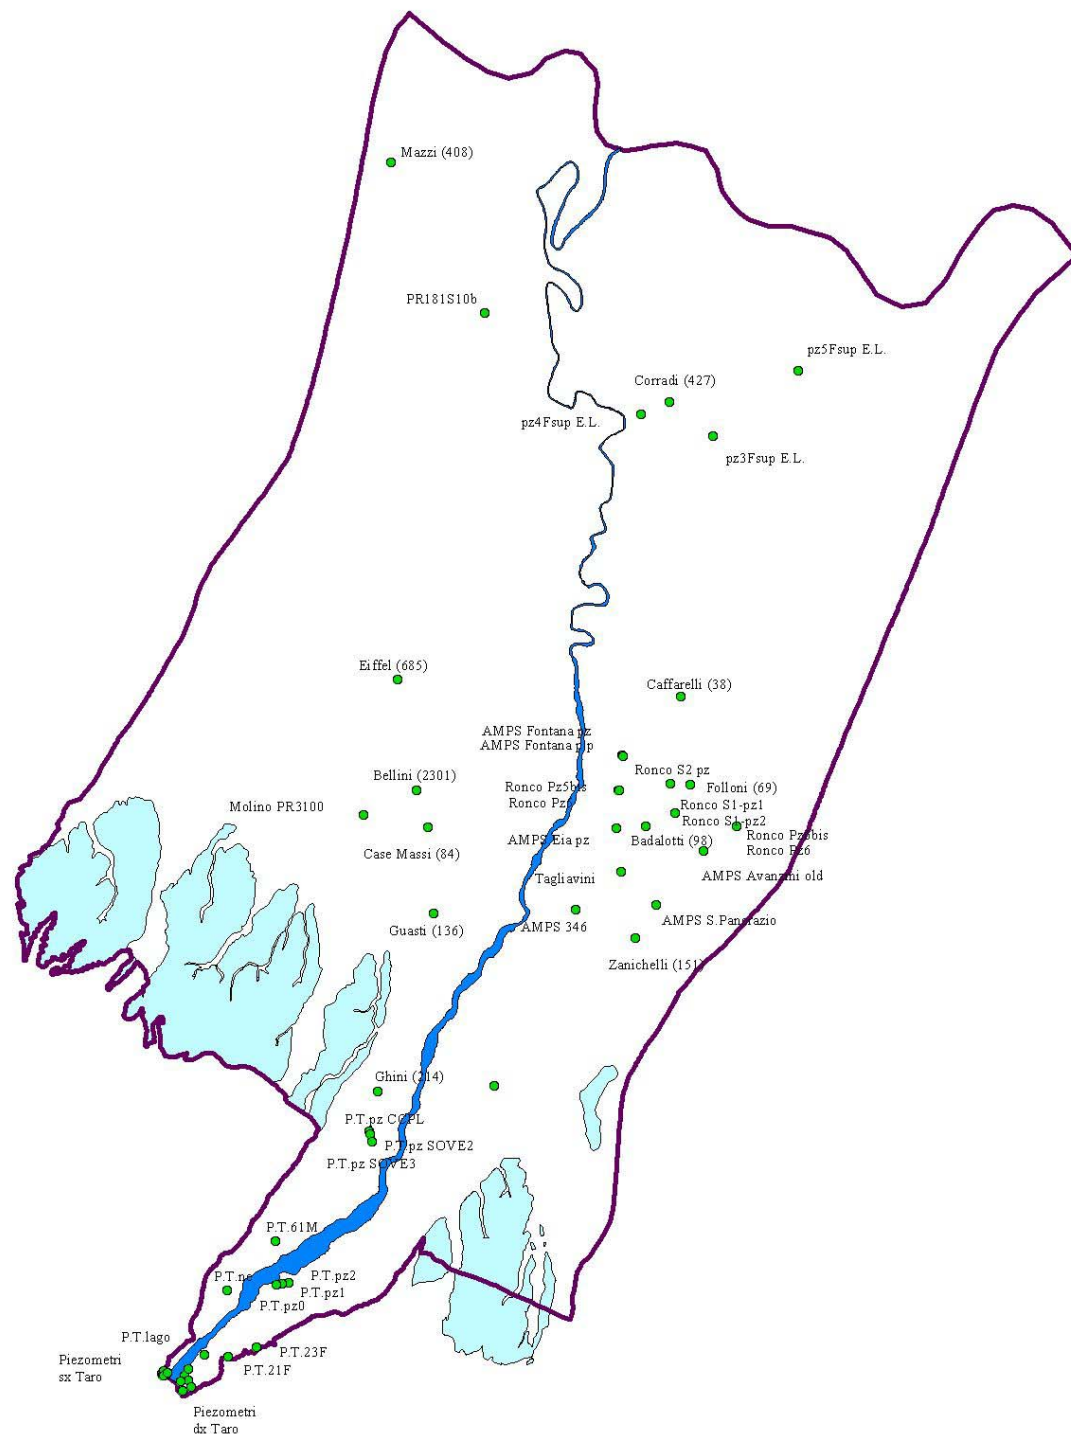 Mazzi (408)
PR181S10b
pz5Fsup E.L.
Corradi (427)
pz4Fsup E.L.
pz3Fsup E.L.
Eiffel (685)
Caffarelli (38)
AMPS Fontana pz
AMPS Fontana plp
Ronco S2 pz
Bellini (2301)
Ronco Pz5bis
Folloni (69)
Molino PR3100
Ronco S1-pz1
Ronco S1-pz2
AMPS Eia pz
Badalotti (98)
Ronco Pz6bis
Ronco Pz6
Case Massi (84)
Tagliavini
AMPS Avanzini old
Guasti (136)
AMPS 346
AMPS S.Pancrazio
Zanichelli (151)
Ghini (214)
P.T.pz CCPL
P.T.pz SOVE2
P.T.pz SOVE3
P.T.61M
P.T.pz2
P.T.pz1
P.T.pz0
P.T.lago
P.T.23F
P.T.21F
Piezometri
sx Taro
Piezometri
dx Taro